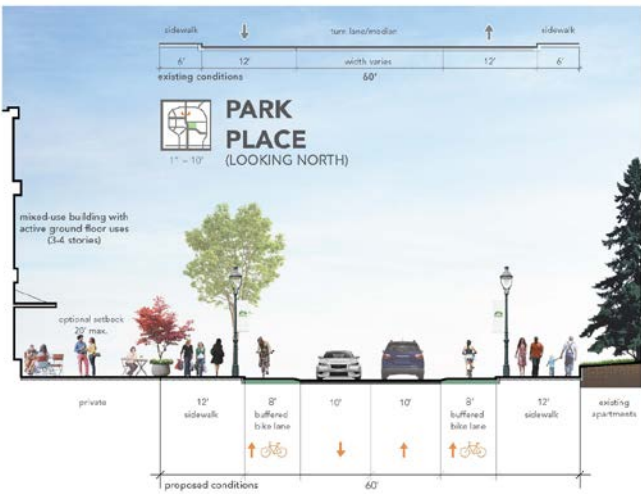 sidewalk
turn lane/median
sidewalk
6'
12'
width varies
12'
6'
existing conditions
60'
PARK
PLACE
(LOOKING NORTH)
1" = 10'
mixed-use building with
active ground floor uses
(3-4 stories)
optional setback
20' max.
private
12'
sidewalk
8'
buffered
bike lane
10'
10'
8'
buffered
bike lane
12'
sidewalk
existing
apartments
proposed conditions
60'